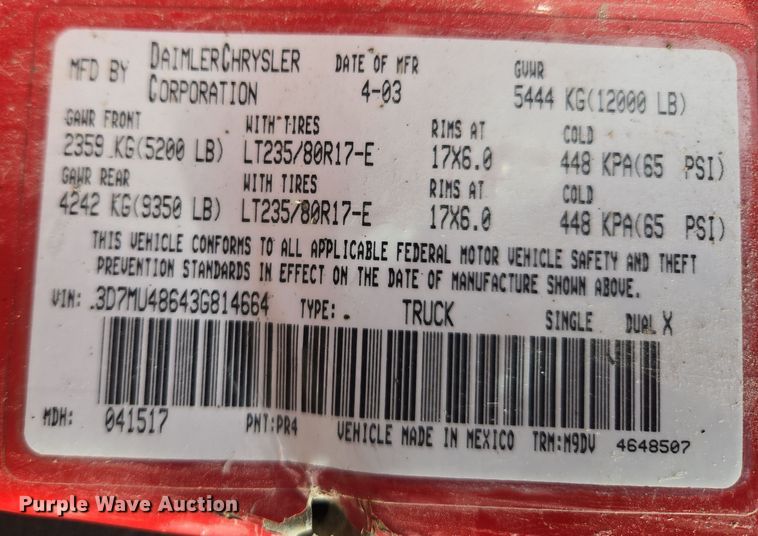 MFD BY DAIMLERCHRYSLER CORPORATION DATE OF MFR 4-03 GVWR 5444 KG(12000 LB)
GAWR FRONT WITH TIRES RIMS AT COLD
2359 KG(5200 LB) LT235/80R17-E 17X6.0 448 KPA(65 PSI)
GAWR REAR WITH TIRES RIMS AT COLD
4242 KG(9350 LB) LT235/80R17-E 17X6.0 448 KPA(65 PSI)
THIS VEHICLE CONFORMS TO ALL APPLICABLE FEDERAL MOTOR VEHICLE SAFETY AND THEFT
PREVENTION STANDARDS IN EFFECT ON THE DATE OF MANUFACTURE SHOWN ABOVE.
VIN: 3D7MU48643G814664 TYPE: TRUCK SINGLE DUAL X
MDH: 041517 PNT:PR4 VEHICLE MADE IN MEXICO TRM:M9DV 4648507
Purple Wave Auction